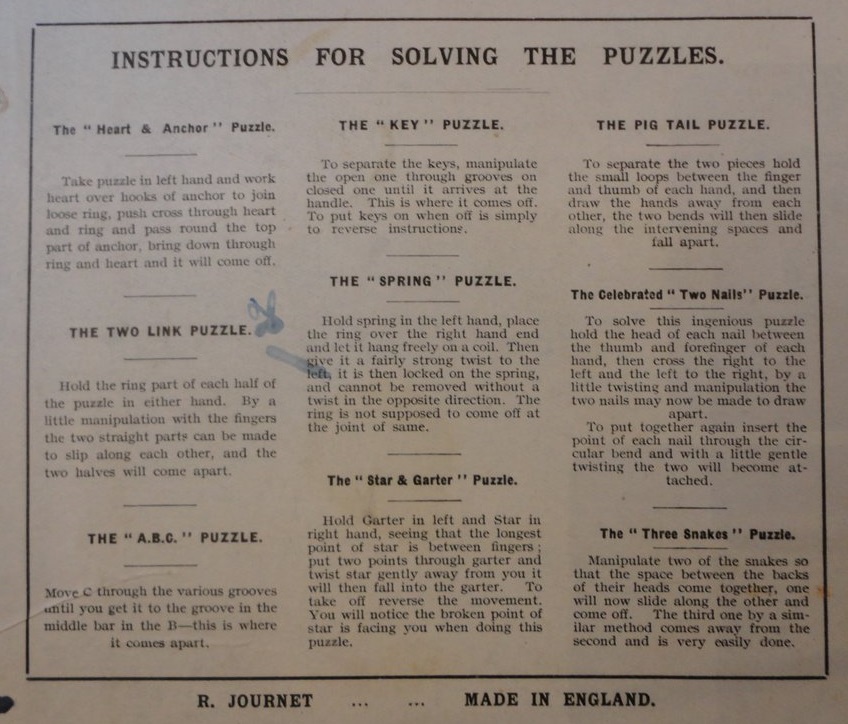 INSTRUCTIONS FOR SOLVING THE PUZZLES.
The "Heart & Anchor" Puzzle.
Take puzzle in left hand and work
heart over hooks of anchor to join
loose ring, push cross through heart
and ring and pass round the top
part of anchor, bring down through
ring and heart and it will come off.
THE TWO LINK PUZZLE.
Hold the ring part of each half of
the puzzle in either hand. By a
little manipulation with the fingers
the two straight parts can be made
to slip along each other, and the
two halves will come apart.
THE "A.B.C." PUZZLE.
Move C through the various grooves
until you get it to the groove in the
middle bar in the B—this is where
it comes apart.
THE "KEY" PUZZLE.
To separate the keys, manipulate
the open one through grooves on
closed one until it arrives at the
handle. This is where it comes off.
To put keys on when off is simply
to reverse instructions.
THE "SPRING" PUZZLE.
Hold spring in the left hand, place
the ring over the right hand end
and let it hang freely on a coil. Then
give it a fairly strong twist to the
left, it is then locked on the spring,
and cannot be removed without a
twist in the opposite direction. The
ring is not supposed to come off at
the joint of same.
The "Star & Garter" Puzzle.
Hold Garter in left and Star in
right hand, seeing that the longest
point of star is between fingers;
put two points through garter and
twist star gently away from you it
will then fall into the garter. To
take off reverse the movement.
You will notice the broken point of
star is facing you when doing this
puzzle.
THE PIG TAIL PUZZLE.
To separate the two pieces hold
the small loops between the finger
and thumb of each hand, and then
draw the hands away from each
other, the two bends will then slide
along the intervening spaces and
fall apart.
The Celebrated "Two Nails" Puzzle.
To solve this ingenious puzzle
hold the head of each nail between
the thumb and forefinger of each
hand, then cross the right to the
left and the left to the right, by a
little twisting and manipulation the
two nails may now be made to draw
apart.
To put together again insert the
point of each nail through the cir-
cular bend and with a little gentle
twisting the two will become at-
tached.
The "Three Snakes" Puzzle.
Manipulate two of the snakes so
that the space between the backs
of their heads come together, one
will now slide along the other and
come off. The third one by a sim-
ilar method comes away from the
second and is very easily done.
R. JOURNET ... ... MADE IN ENGLAND.